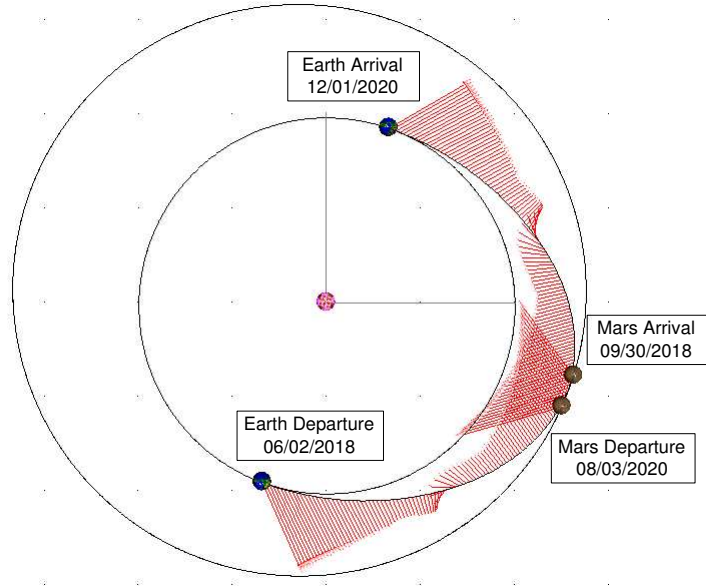 Earth Arrival
12/01/2020
Mars Arrival
09/30/2018
Earth Departure
06/02/2018
Mars Departure
08/03/2020